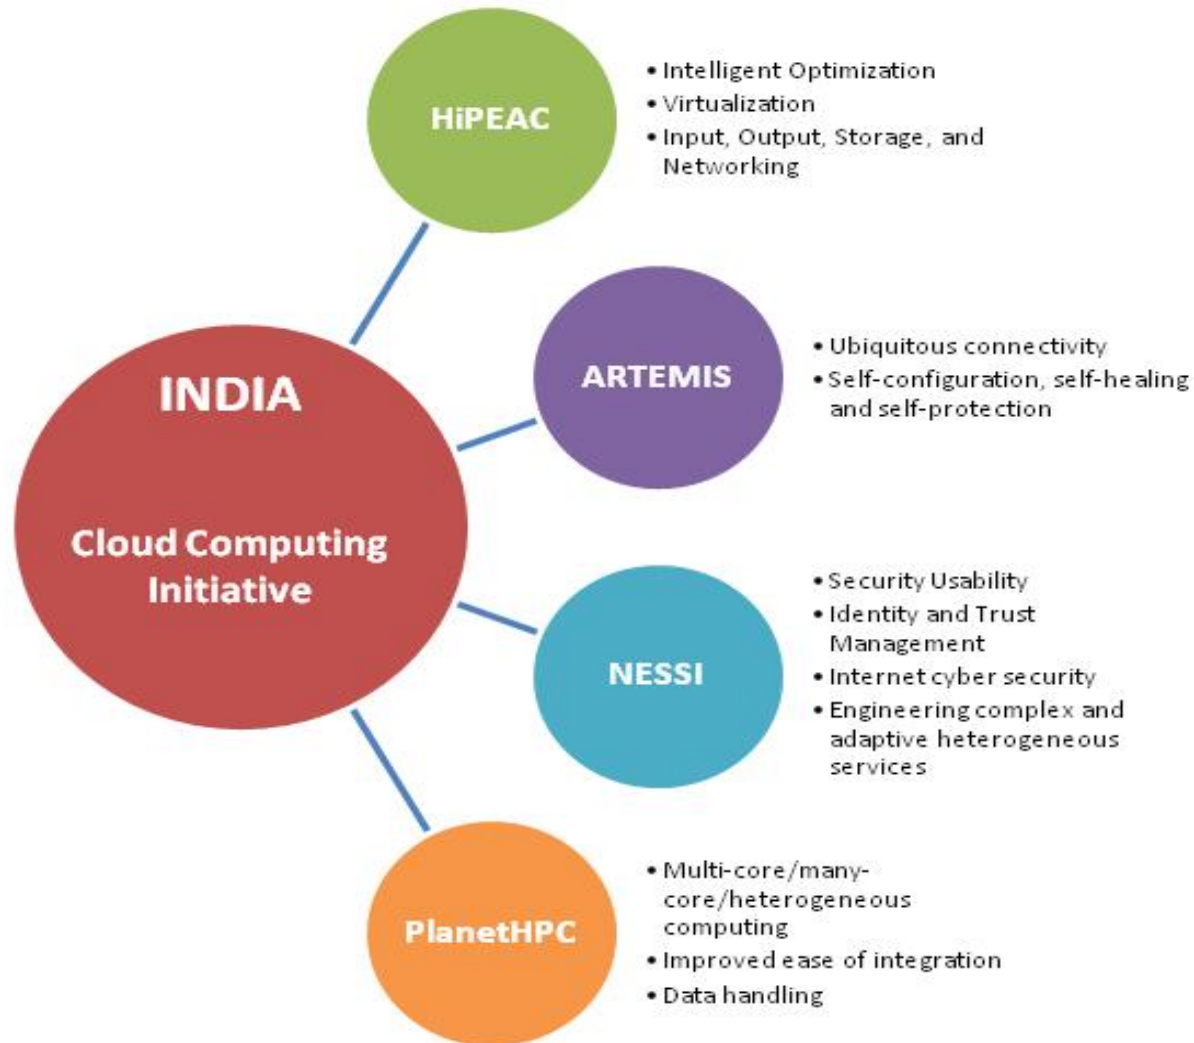 HiPEAC
• Intelligent Optimization
• Virtualization
• Input, Output, Storage, and
Networking
INDIA
Cloud Computing
Initiative
ARTEMIS
• Ubiquitous connectivity
• Self-configuration, self-healing
and self-protection
NESSI
• Security Usability
• Identity and Trust
Management
• Internet cyber security
• Engineering complex and
adaptive heterogeneous
services
PlanetHPC
• Multi-core/many-
core/heterogeneous
computing
• Improved ease of integration
• Data handling